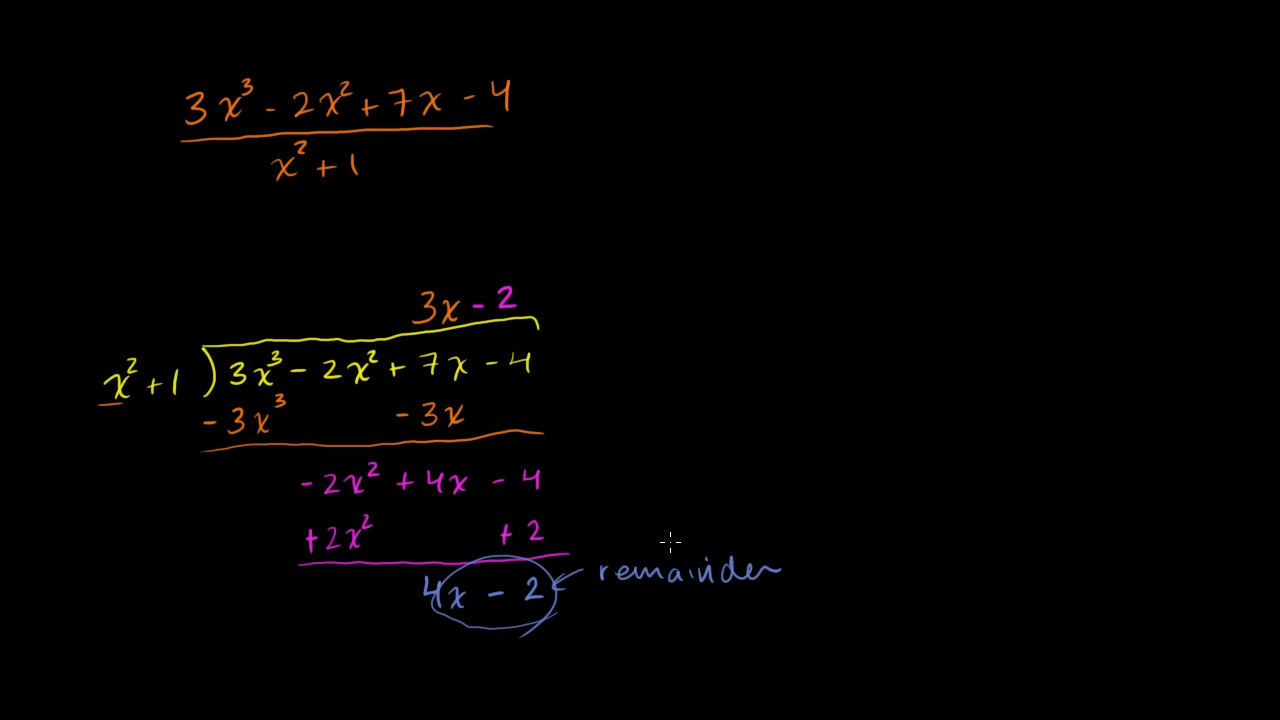 3x³ - 2x² + 7x - 4
x² + 1
3x - 2
x² + 1 ) 3x³ - 2x² + 7x - 4
- 3x³ - 3x
- 2x² + 4x - 4
+ 2x² + 2
4x - 2 ← remainder